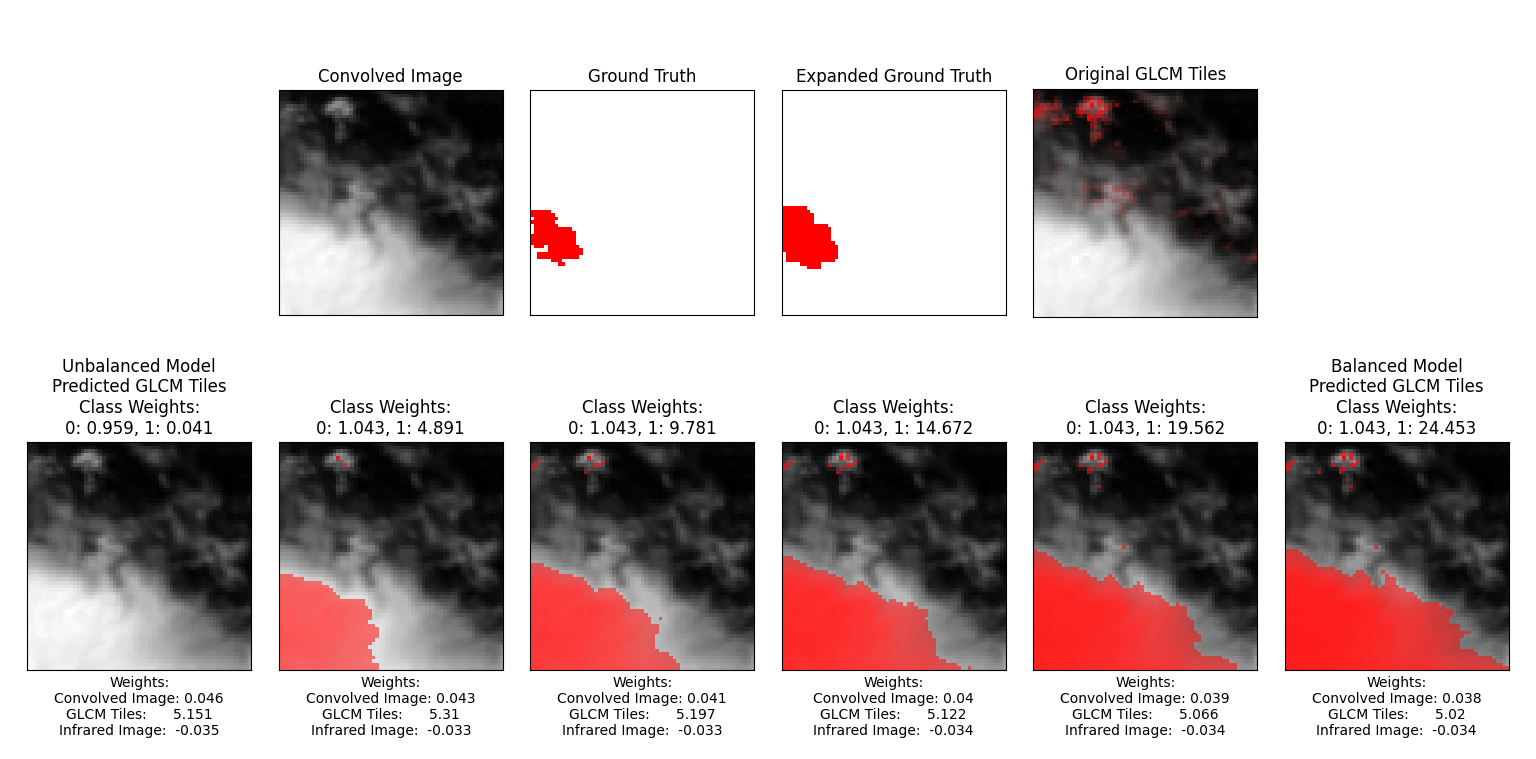 Convolved Image
Ground Truth
Expanded Ground Truth
Original GLCM Tiles
Unbalanced Model
Predicted GLCM Tiles
Class Weights:
0: 0.959, 1: 0.041
Class Weights:
0: 1.043, 1: 4.891
Class Weights:
0: 1.043, 1: 9.781
Class Weights:
0: 1.043, 1: 14.672
Class Weights:
0: 1.043, 1: 19.562
Balanced Model
Predicted GLCM Tiles
Class Weights:
0: 1.043, 1: 24.453
Weights:
Convolved Image: 0.046
GLCM Tiles: 5.151
Infrared Image: -0.035
Weights:
Convolved Image: 0.043
GLCM Tiles: 5.31
Infrared Image: -0.033
Weights:
Convolved Image: 0.041
GLCM Tiles: 5.197
Infrared Image: -0.033
Weights:
Convolved Image: 0.04
GLCM Tiles: 5.122
Infrared Image: -0.034
Weights:
Convolved Image: 0.039
GLCM Tiles: 5.066
Infrared Image: -0.034
Weights:
Convolved Image: 0.038
GLCM Tiles: 5.02
Infrared Image: -0.034